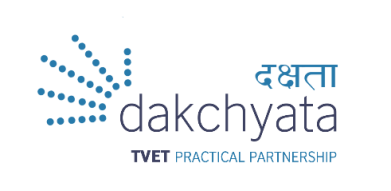 दक्षता
dakchyata
TVET PRACTICAL PARTNERSHIP